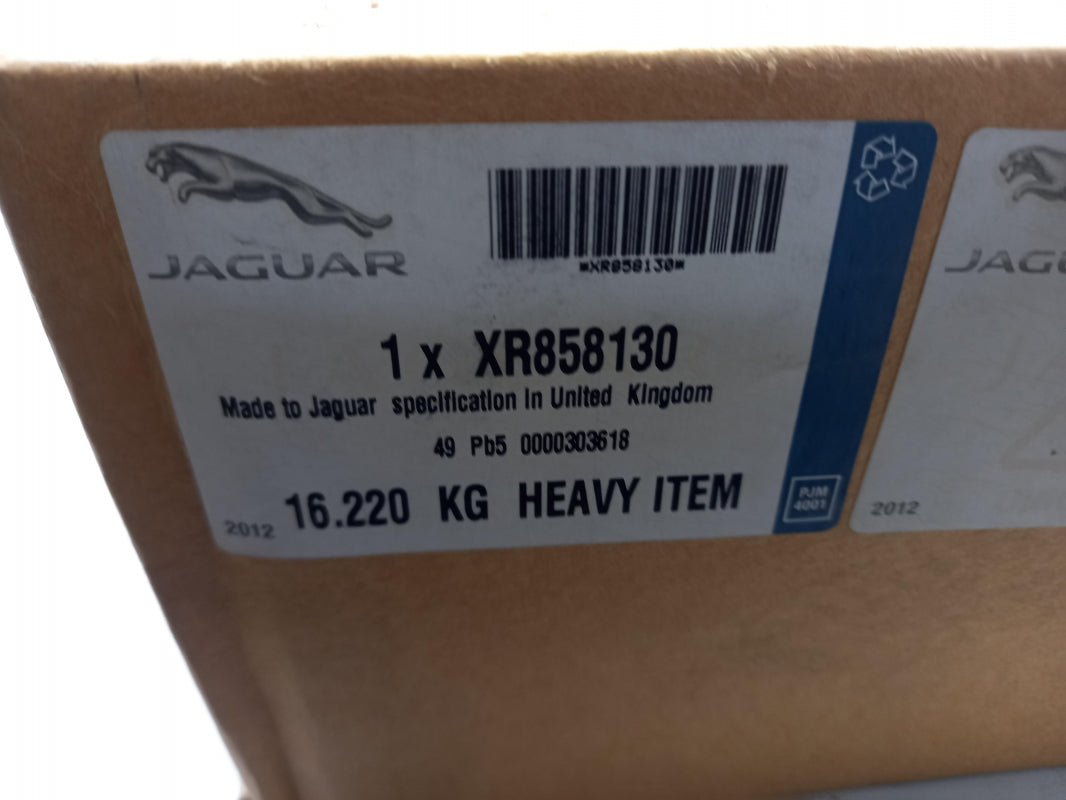 JAGUAR
*XR858130*
1 x XR858130
Made to Jaguar specification in United Kingdom
49 Pb5 0000303618
16.220 KG HEAVY ITEM
2012
PJM
4001
JAGU
2012